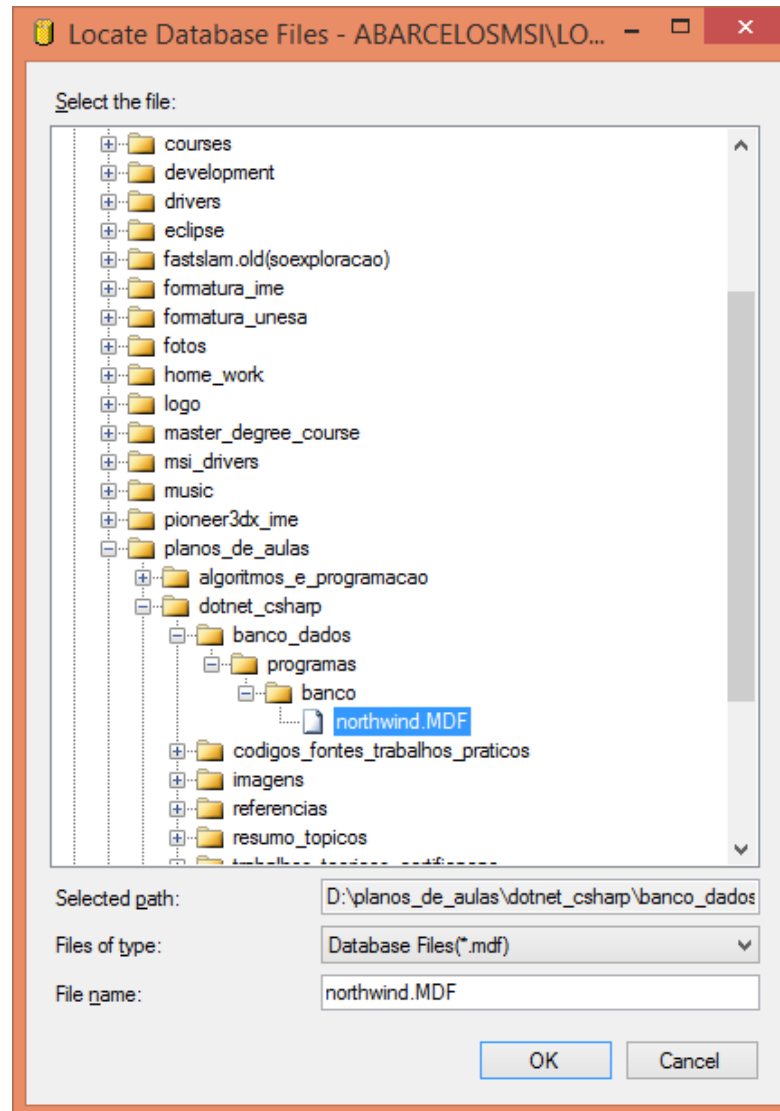 Locate Database Files - ABARCELOSMSI\LO...
Select the file:
courses
development
drivers
eclipse
fastslam.old(soexploracao)
formatura_ime
formatura_unesa
fotos
home_work
logo
master_degree_course
msi_drivers
music
pioneer3dx_ime
planos_de_aulas
algoritmos_e_programacao
dotnet_csharp
banco_dados
programas
banco
northwind.MDF
codigos_fontes_trabalhos_praticos
imagens
referencias
resumo_topicos
Selected path: D:\planos_de_aulas\dotnet_csharp\banco_dados
Files of type: Database Files(*.mdf)
File name: northwind.MDF
OK Cancel